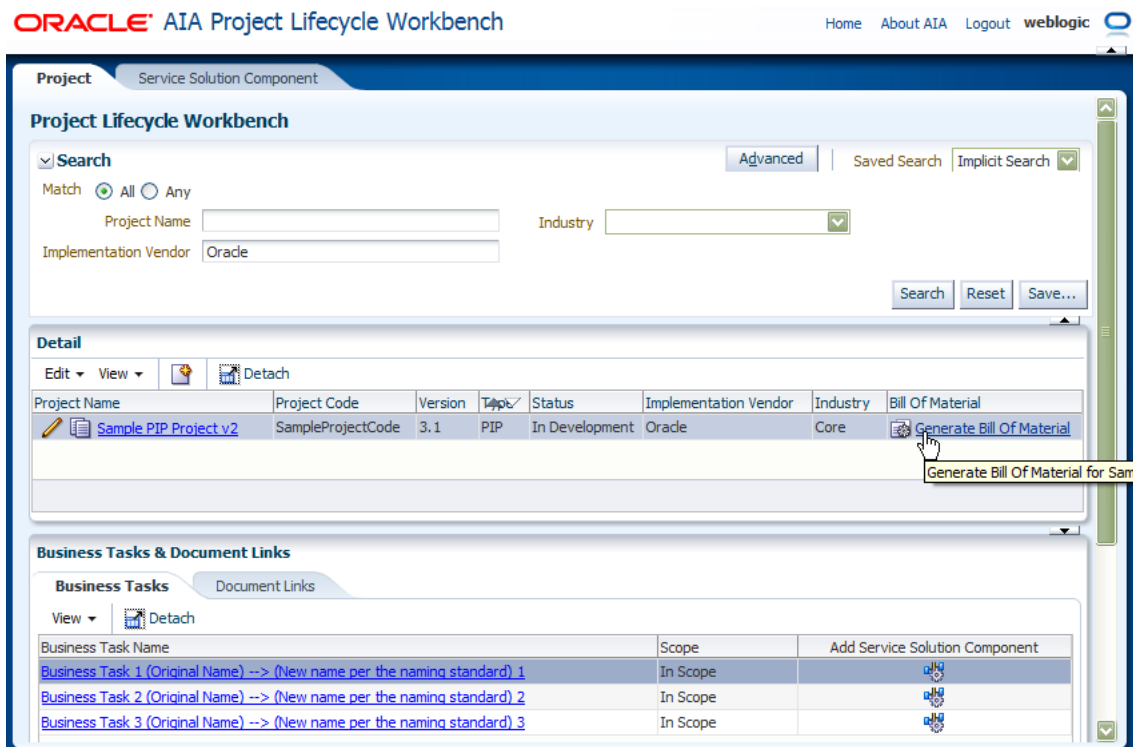 ORACLE AIA Project Lifecycle Workbench Home About AIA Logout weblogic
Project Service Solution Component
Project Lifecycle Workbench
Search Advanced Saved Search Implicit Search
Match All Any
Project Name Industry
Implementation Vendor Oracle
Search Reset Save...
Detail
Edit View Detach
Project Name Project Code Version Type Status Implementation Vendor Industry Bill Of Material
Sample PIP Project v2 SampleProjectCode 3.1 PIP In Development Oracle Core Generate Bill Of Material
Generate Bill Of Material for Sam
Business Tasks & Document Links
Business Tasks Document Links
View Detach
Business Task Name Scope Add Service Solution Component
Business Task 1 (Original Name) --> (New name per the naming standard) 1 In Scope
Business Task 2 (Original Name) --> (New name per the naming standard) 2 In Scope
Business Task 3 (Original Name) --> (New name per the naming standard) 3 In Scope